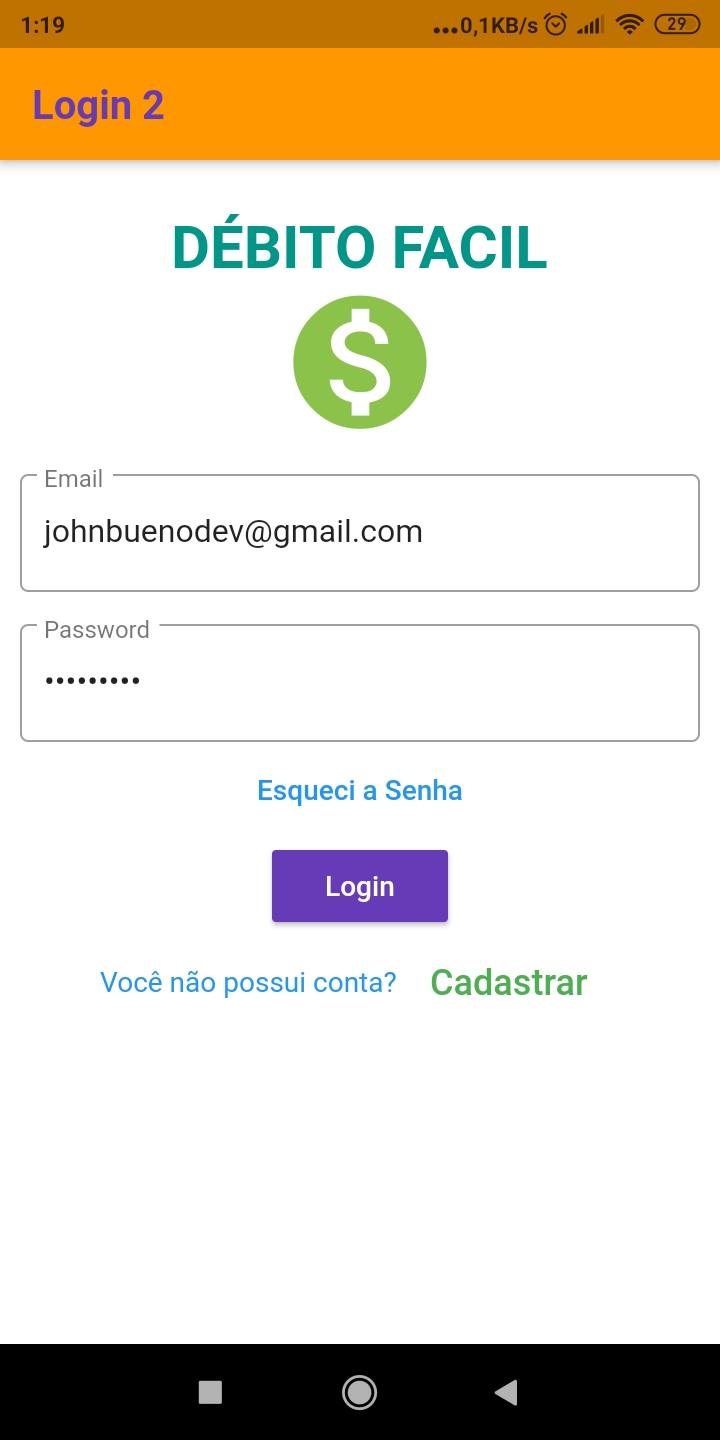 1:19 ...0,1KB/s 29
Login 2
DÉBITO FACIL
$
Email
johnbuenodev@gmail.com
Password
•••••••••
Esqueci a Senha
Login
Você não possui conta? Cadastrar